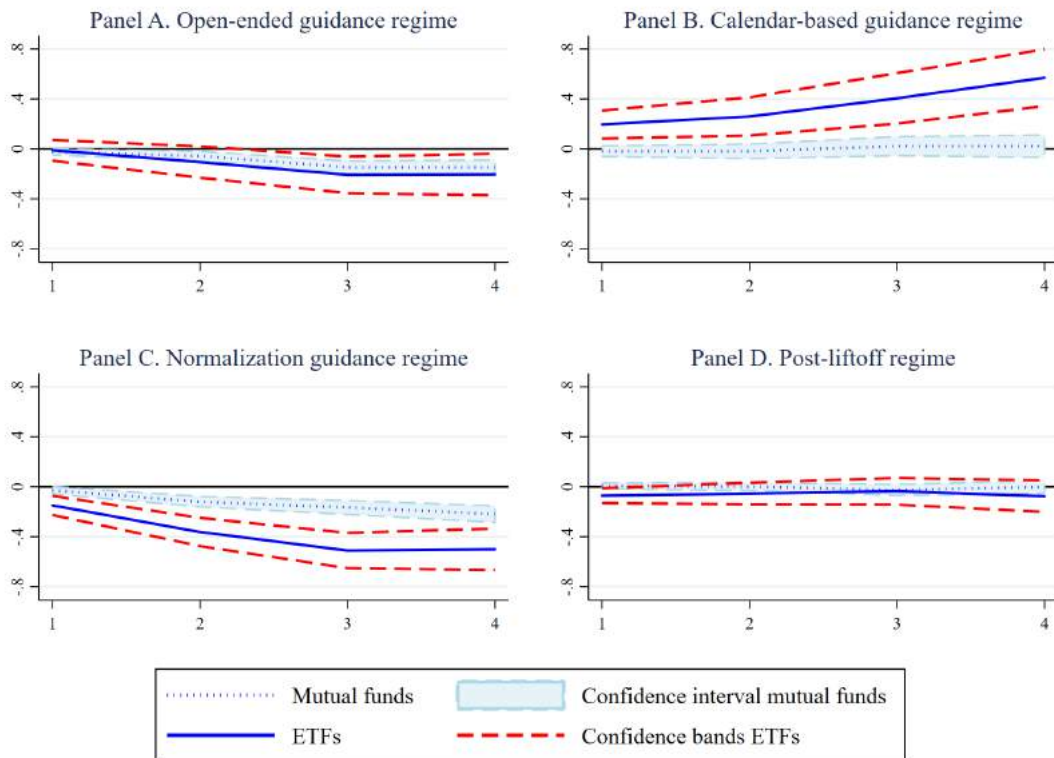 Panel A. Open-ended guidance regime
.8
.4
0
-.4
-.8
1 2 3 4
Panel B. Calendar-based guidance regime
.8
.4
0
-.4
-.8
1 2 3 4
Panel C. Normalization guidance regime
.8
.4
0
-.4
-.8
1 2 3 4
Panel D. Post-liftoff regime
.8
.4
0
-.4
-.8
1 2 3 4
Mutual funds
Confidence interval mutual funds
ETFs
Confidence bands ETFs